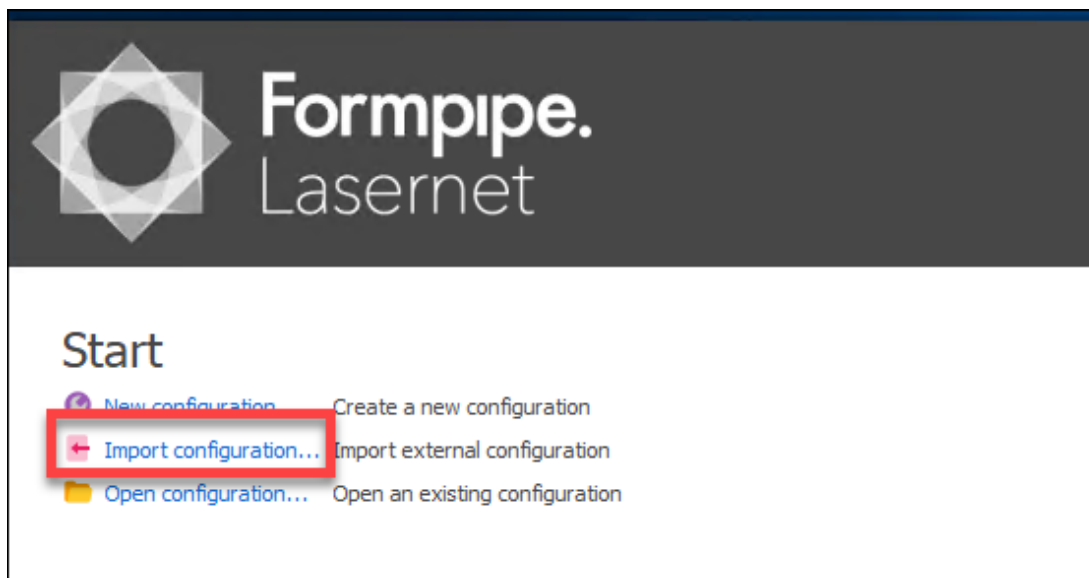 Formpipe.
Lasernet
Start
New configuration... Create a new configuration
Import configuration... Import external configuration
Open configuration... Open an existing configuration